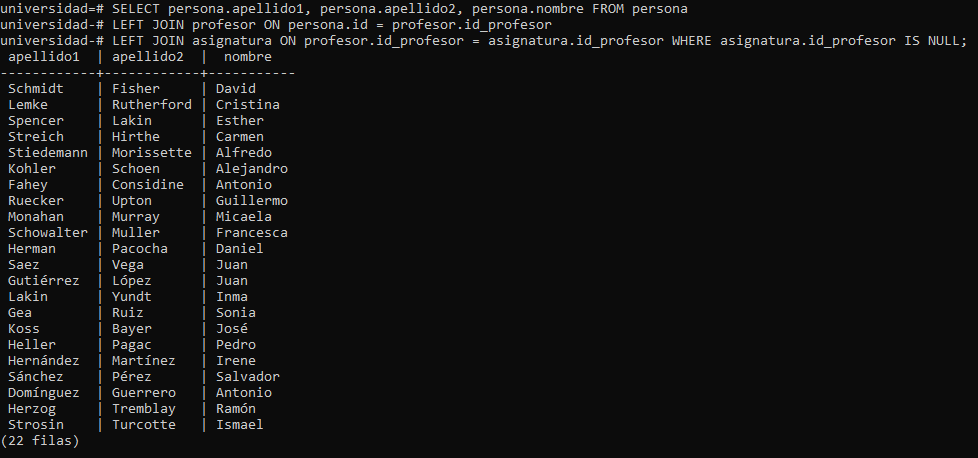 universidad=# SELECT persona.apellido1, persona.apellido2, persona.nombre FROM persona
universidad-# LEFT JOIN profesor ON persona.id = profesor.id_profesor
universidad-# LEFT JOIN asignatura ON profesor.id_profesor = asignatura.id_profesor WHERE asignatura.id_profesor IS NULL;
 apellido1  | apellido2  |  nombre
------------+------------+-----------
 Schmidt    | Fisher     | David
 Lemke      | Rutherford | Cristina
 Spencer    | Lakin      | Esther
 Streich    | Hirthe     | Carmen
 Stiedemann | Morissette | Alfredo
 Kohler     | Schoen     | Alejandro
 Fahey      | Considine  | Antonio
 Ruecker    | Upton      | Guillermo
 Monahan    | Murray     | Micaela
 Schowalter | Muller     | Francesca
 Herman     | Pacocha    | Daniel
 Saez       | Vega       | Juan
 Gutiérrez  | López      | Juan
 Lakin      | Yundt      | Inma
 Gea        | Ruiz       | Sonia
 Koss       | Bayer      | José
 Heller     | Pagac      | Pedro
 Hernández  | Martínez   | Irene
 Sánchez    | Pérez      | Salvador
 Domínguez  | Guerrero   | Antonio
 Herzog     | Tremblay   | Ramón
 Strosin    | Turcotte   | Ismael
(22 filas)